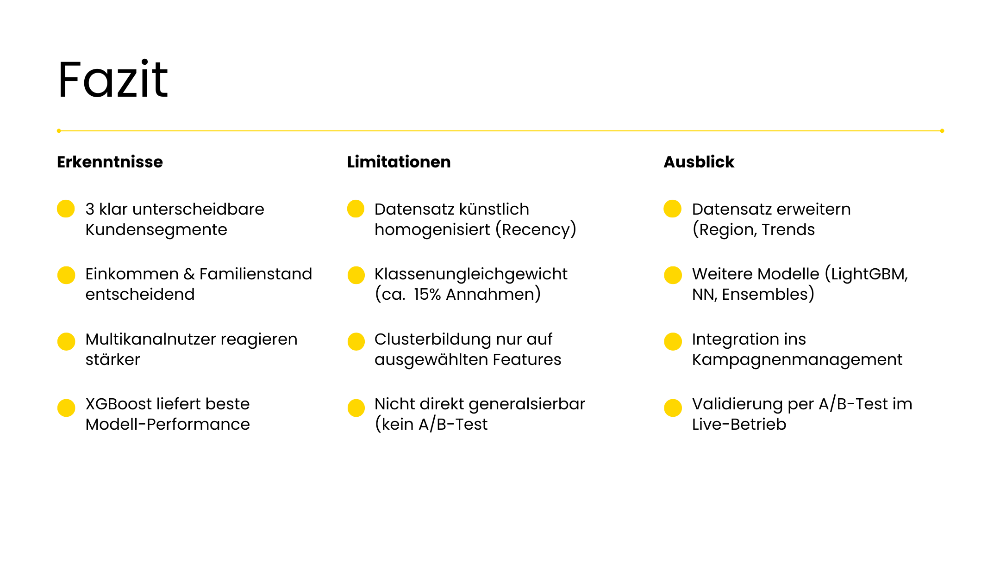 Fazit
Erkenntnisse
3 klar unterscheidbare
Kundensegmente
Einkommen & Familienstand
entscheidend
Multikanalnutzer reagieren
stärker
XGBoost liefert beste
Modell-Performance
Limitationen
Datensatz künstlich
homogenisiert (Recency)
Klassenungleichgewicht
(ca.  15% Annahmen)
Clusterbildung nur auf
ausgewählten Features
Nicht direkt generalsierbar
(kein A/B-Test
Ausblick
Datensatz erweitern
(Region, Trends
Weitere Modelle (LightGBM,
NN, Ensembles)
Integration ins
Kampagnenmanagement
Validierung per A/B-Test im
Live-Betrieb